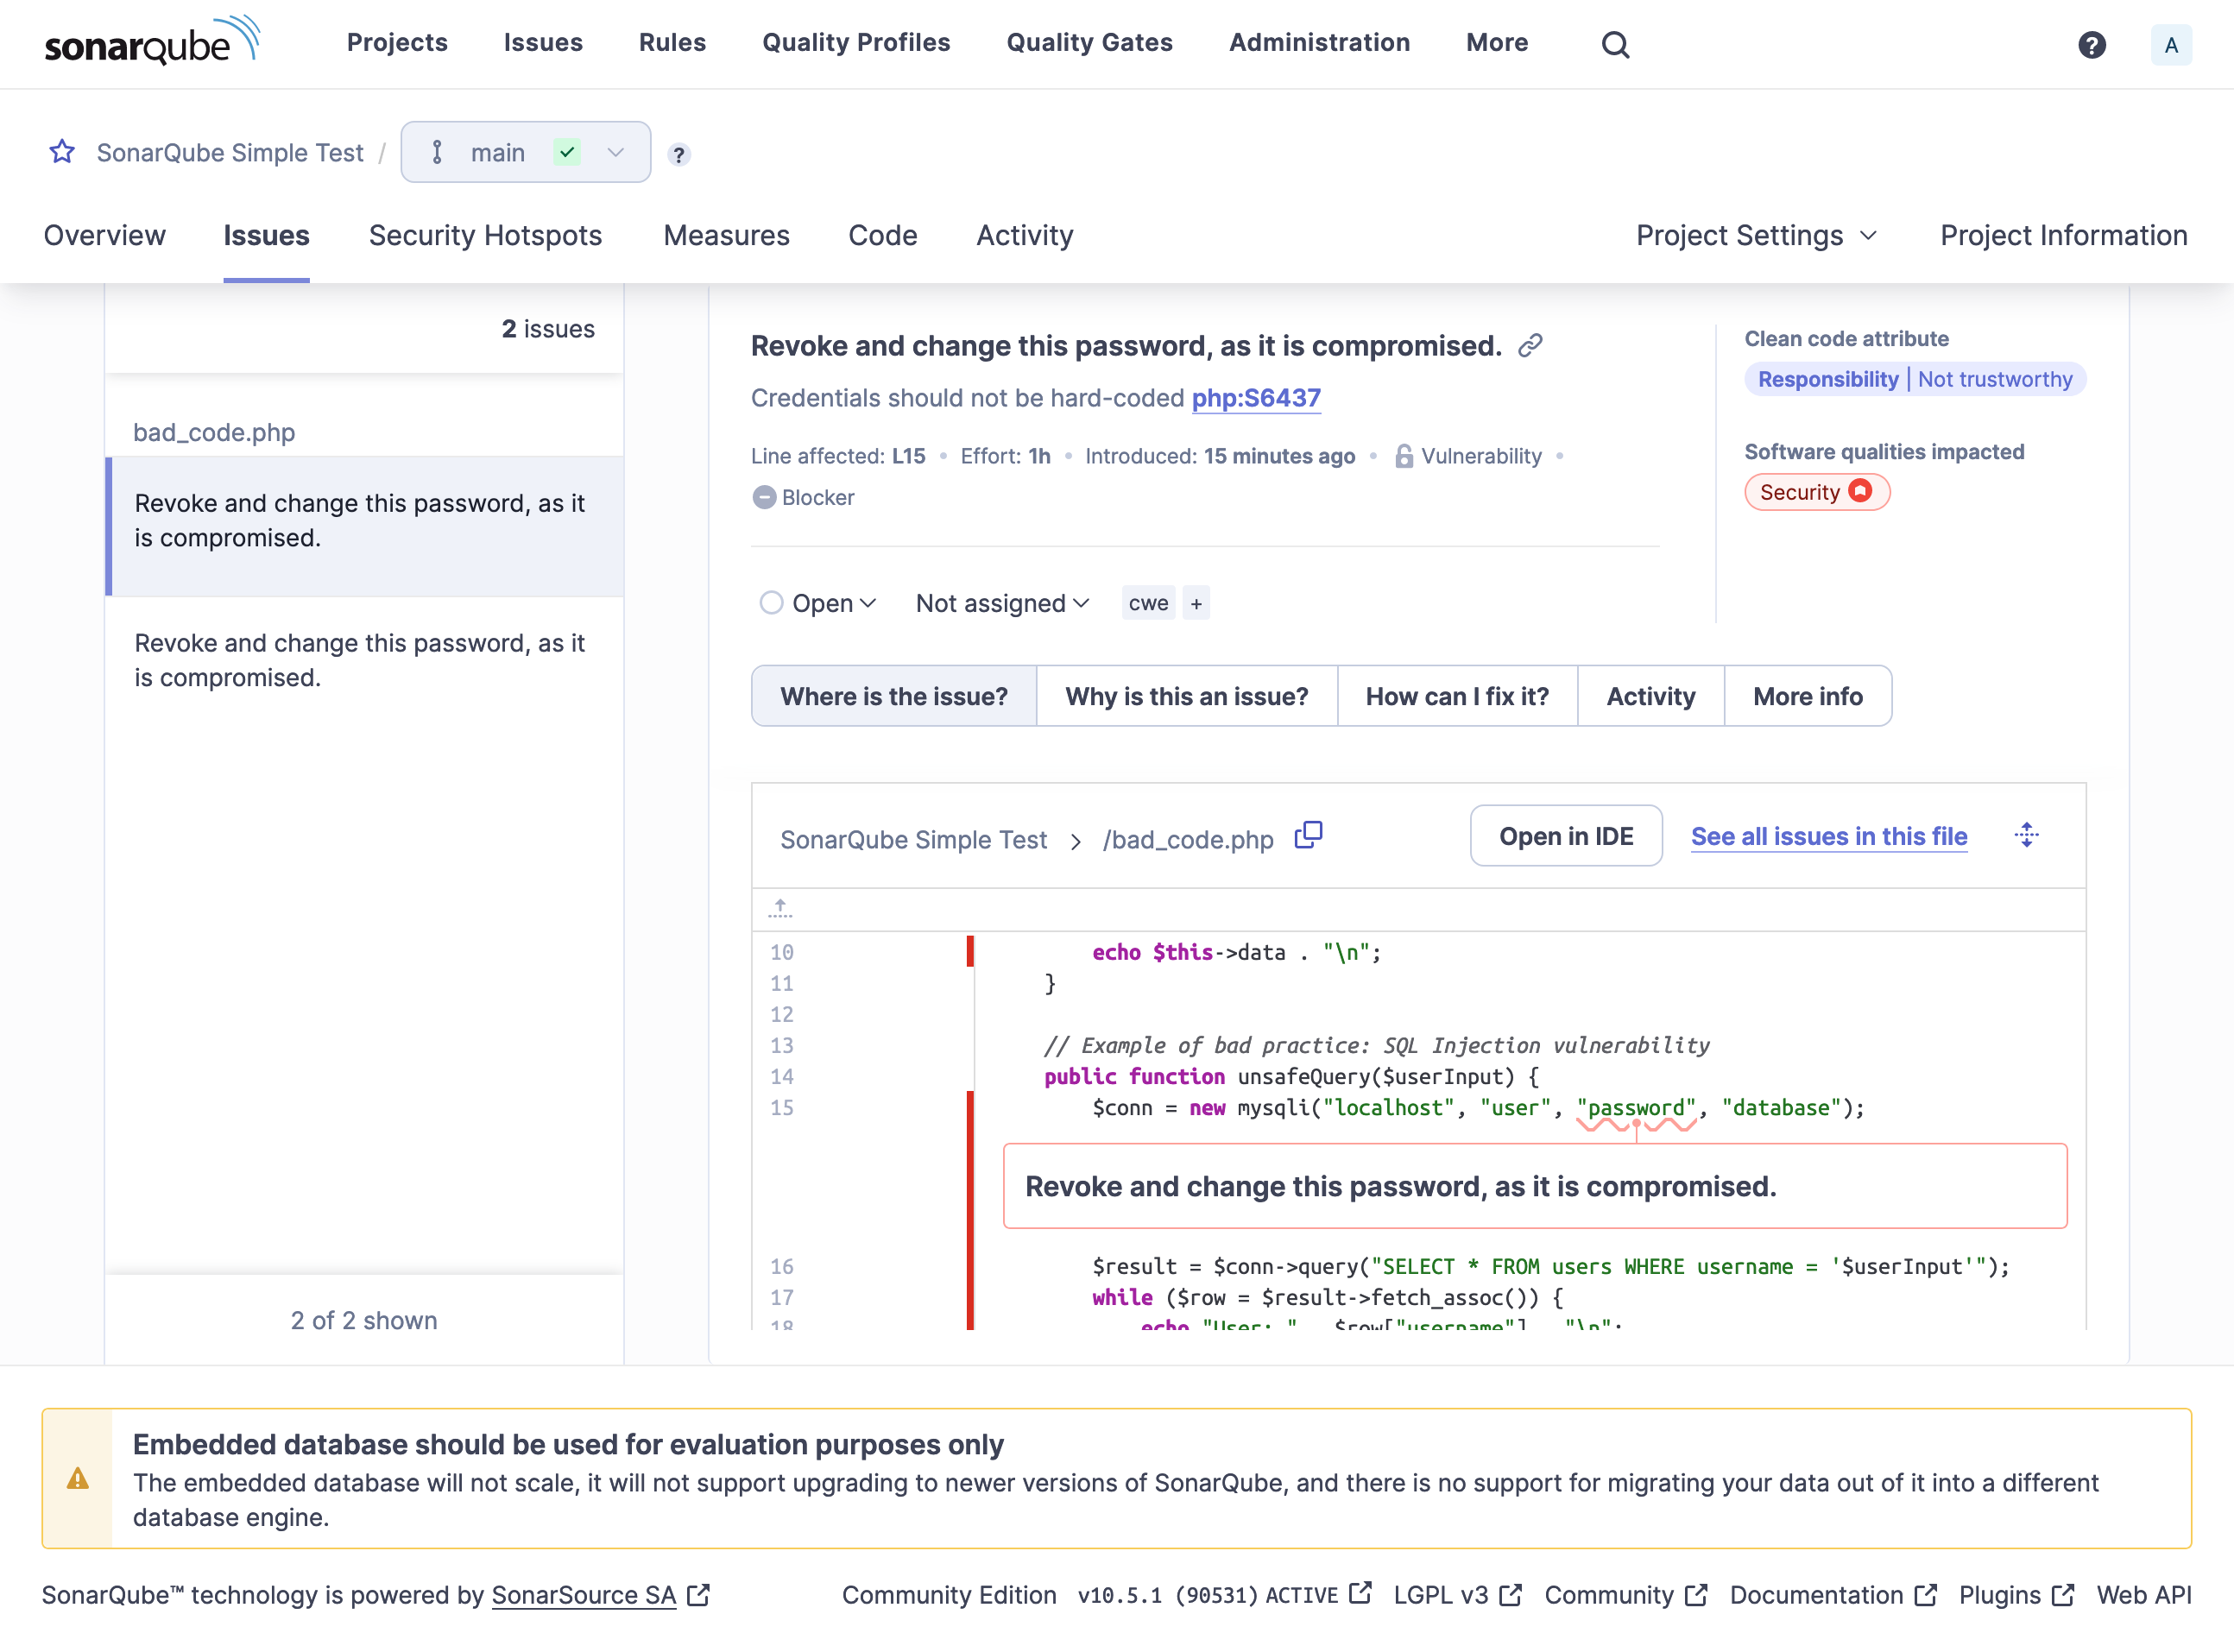 sonarqube
Projects Issues Rules Quality Profiles Quality Gates Administration More
? A
SonarQube Simple Test / main ?
Overview Issues Security Hotspots Measures Code Activity Project Settings Project Information
2 issues
bad_code.php
Revoke and change this password, as it
is compromised.
Revoke and change this password, as it
is compromised.
2 of 2 shown
Revoke and change this password, as it is compromised.
Credentials should not be hard-coded php:S6437
Line affected: L15 • Effort: 1h • Introduced: 15 minutes ago • Vulnerability •
Blocker
Clean code attribute
Responsibility | Not trustworthy
Software qualities impacted
Security
Open Not assigned cwe +
Where is the issue? Why is this an issue? How can I fix it? Activity More info
SonarQube Simple Test > /bad_code.php Open in IDE See all issues in this file
10 echo $this->data . "\n";
11 }
12
13 // Example of bad practice: SQL Injection vulnerability
14 public function unsafeQuery($userInput) {
15 $conn = new mysqli("localhost", "user", "password", "database");
Revoke and change this password, as it is compromised.
16 $result = $conn->query("SELECT * FROM users WHERE username = '$userInput'");
17 while ($row = $result->fetch_assoc()) {
18 echo "User: " . $row["username"] . "\n";
Embedded database should be used for evaluation purposes only
The embedded database will not scale, it will not support upgrading to newer versions of SonarQube, and there is no support for migrating your data out of it into a different
database engine.
SonarQube™ technology is powered by SonarSource SA Community Edition v10.5.1 (90531) ACTIVE LGPL v3 Community Documentation Plugins Web API